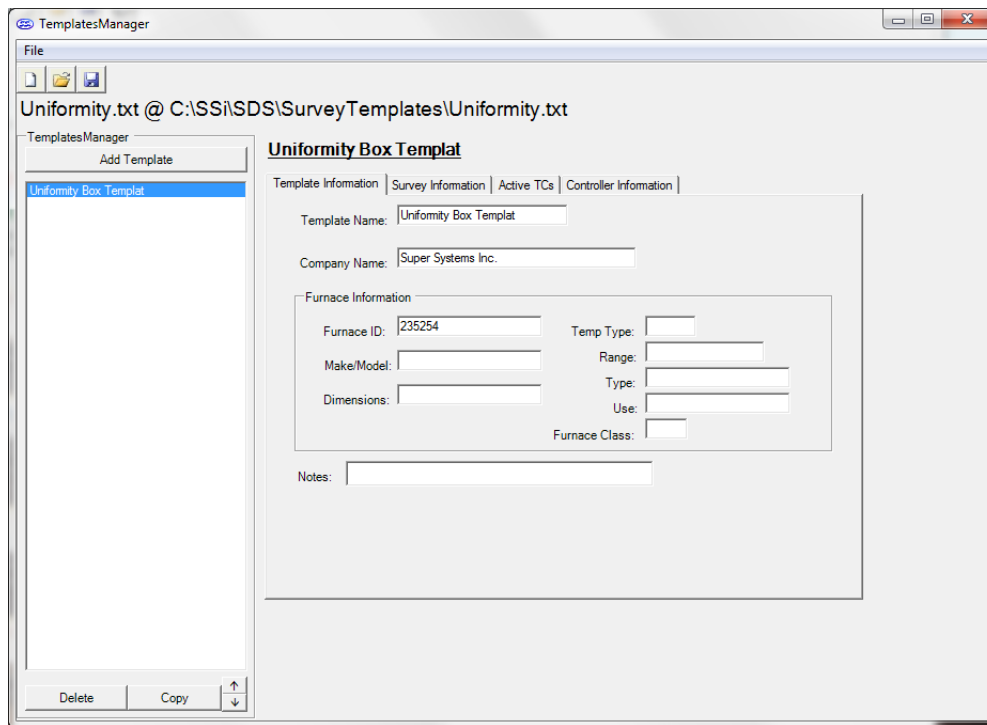 TemplatesManager
File
Uniformity.txt @ C:\SSi\SDS\SurveyTemplates\Uniformity.txt
TemplatesManager
Add Template
Uniformity Box Templat
Delete
Copy
Uniformity Box Templat
Template Information
Survey Information
Active TCs
Controller Information
Template Name: Uniformity Box Templat
Company Name: Super Systems Inc.
Furnace Information
Furnace ID: 235254
Make/Model:
Dimensions:
Temp Type:
Range:
Type:
Use:
Furnace Class:
Notes: